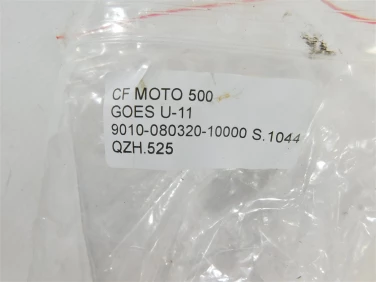 CF MOTO 500
GOES U-11
9010-080320-10000 S.1044
QZH.525